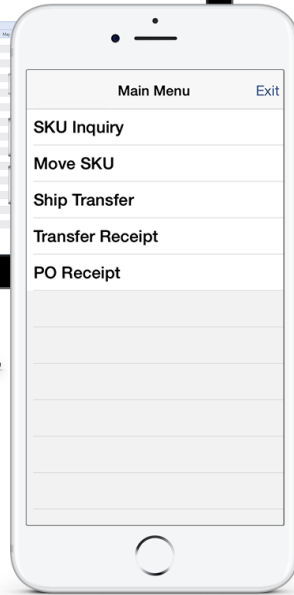 Main Menu Exit
SKU Inquiry
Move SKU
Ship Transfer
Transfer Receipt
PO Receipt